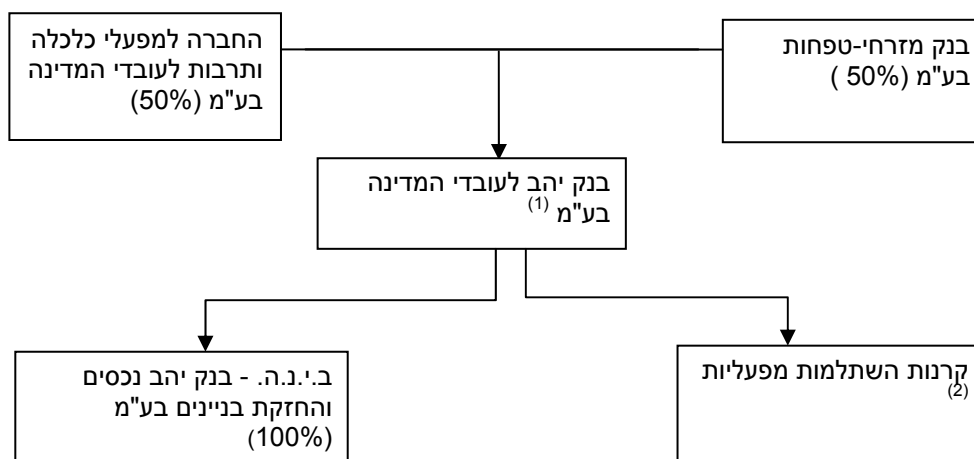 החברה למפעלי כלכלה
ותרבות לעובדי המדינה
בע"מ (50%)
בנק מזרחי-טפחות
בע"מ (50% )
בנק יהב לעובדי המדינה
בע"מ (1)
קרנות השתלמות מפעליות
(2)
ב.י.נ.ה. - בנק יהב נכסים
והחזקת בניינים בע"מ
(100%)